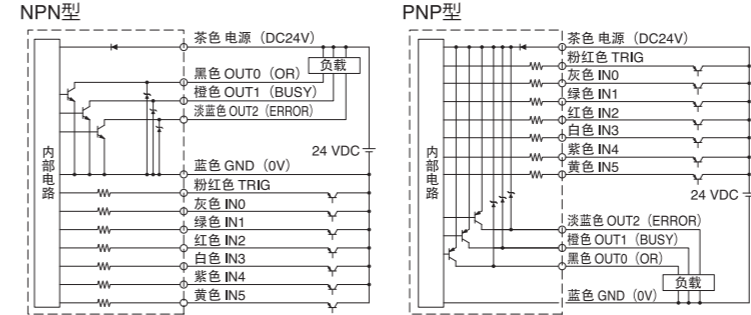 NPN型
茶色 电源（DC24V）
负载
黑色 OUT0（OR）
橙色 OUT1（BUSY）
淡蓝色 OUT2（ERROR）
内部电路
24 VDC
蓝色 GND（0V）
粉红色 TRIG
灰色 IN0
绿色 IN1
红色 IN2
白色 IN3
紫色 IN4
黄色 IN5
PNP型
茶色 电源（DC24V）
粉红色 TRIG
灰色 IN0
绿色 IN1
红色 IN2
白色 IN3
紫色 IN4
黄色 IN5
内部电路
24 VDC
淡蓝色 OUT2（ERROR）
橙色 OUT1（BUSY）
黑色 OUT0（OR）
负载
蓝色 GND（0V）